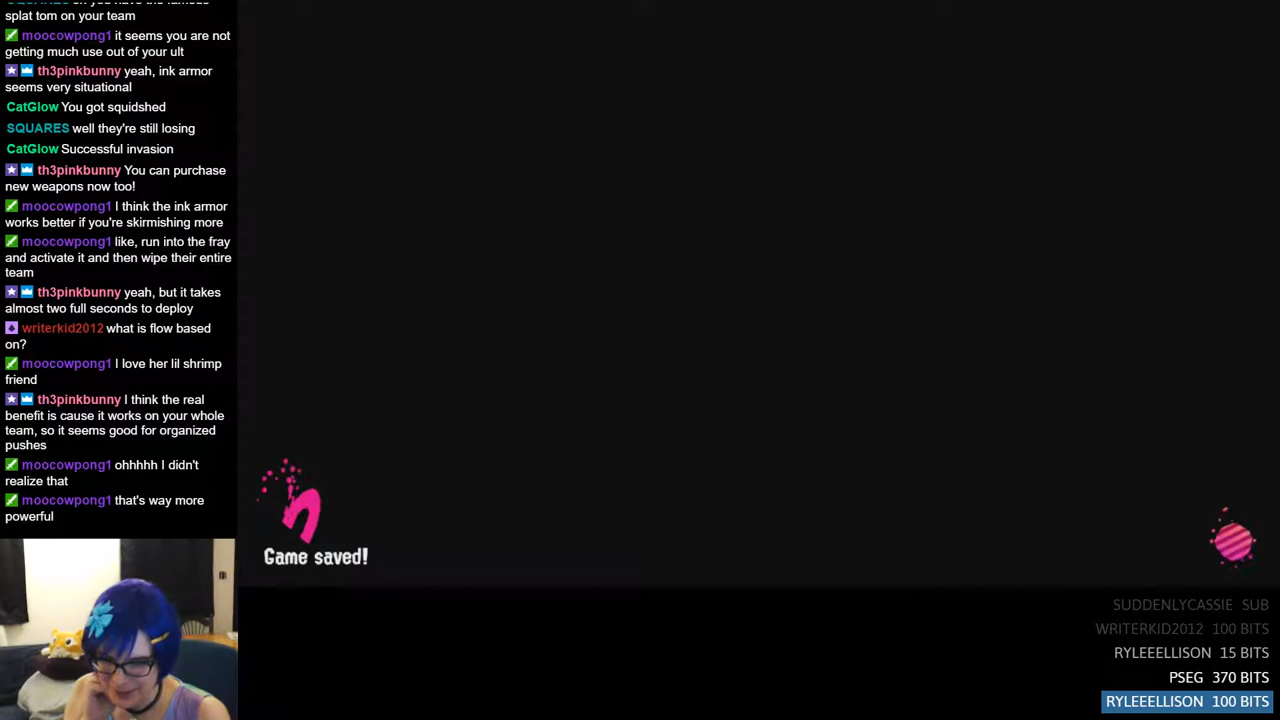 splat tom on your team
moocowpong1 it seems you are not
getting much use out of your ult
th3pinkbunny yeah, ink armor
seems very situational
CatGlow You got squidshed
SQUARES well they're still losing
CatGlow Successful invasion
th3pinkbunny You can purchase
new weapons now too!
moocowpong1 I think the ink armor
works better if you're skirmishing more
moocowpong1 like, run into the fray
and activate it and then wipe their entire
team
th3pinkbunny yeah, but it takes
almost two full seconds to deploy
writerkid2012 what is flow based
on?
moocowpong1 I love her lil shrimp
friend
th3pinkbunny I think the real
benefit is cause it works on your whole
team, so it seems good for organized
pushes
moocowpong1 ohhhhh I didn't
realize that
moocowpong1 that's way more
powerful
Game saved!
SUDDENLYCASSIE SUB
WRITERKID2012 100 BITS
RYLEEELLISON 15 BITS
PSEG 370 BITS
RYLEEELLISON 100 BITS